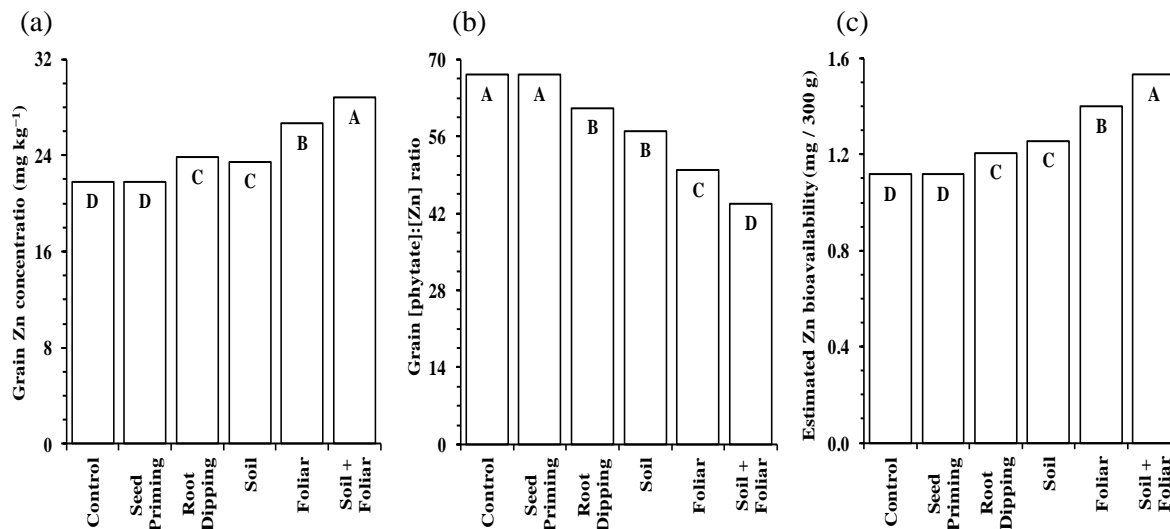 (a)
Grain Zn concentratio (mg kg⁻¹)
32
24
16
8
0
D
D
C
C
B
A
Control
Seed
Priming
Root
Dipping
Soil
Foliar
Soil +
Foliar
(b)
Grain [phytate]:[Zn] ratio
70
56
42
28
14
0
A
A
B
B
C
D
Control
Seed
Priming
Root
Dipping
Soil
Foliar
Soil +
Foliar
(c)
Estimated Zn bioavailability (mg / 300 g)
1.6
1.2
0.8
0.4
0.0
D
D
C
C
B
A
Control
Seed
Priming
Root
Dipping
Soil
Foliar
Soil +
Foliar